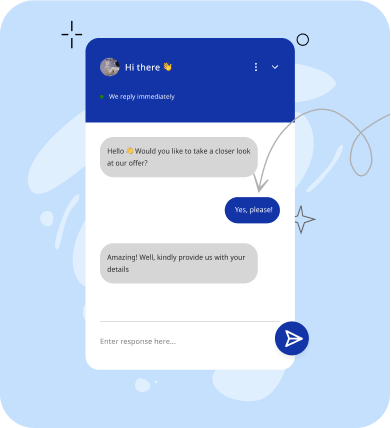 Hi there 👋
We reply immediately
Hello 👋 Would you like to take a closer look
at our offer?
Yes, please!
Amazing! Well, kindly provide us with your
details
Enter response here...